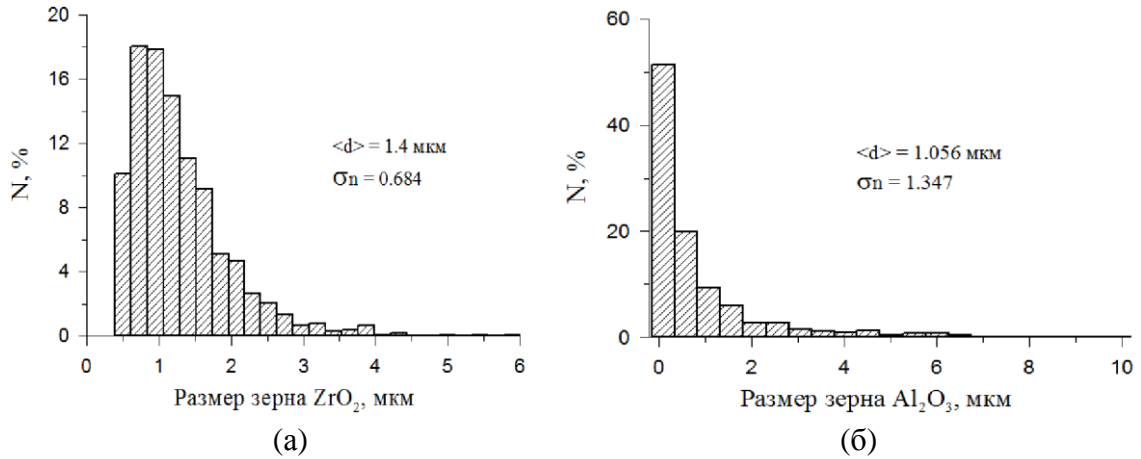 20
16
12
8
4
0
N, %
<d> = 1.4 мкм
σn = 0.684
0 1 2 3 4 5 6
Размер зерна ZrO₂, мкм
(а)
60
40
20
0
N, %
<d> = 1.056 мкм
σn = 1.347
0 2 4 6 8 10
Размер зерна Al₂O₃, мкм
(б)